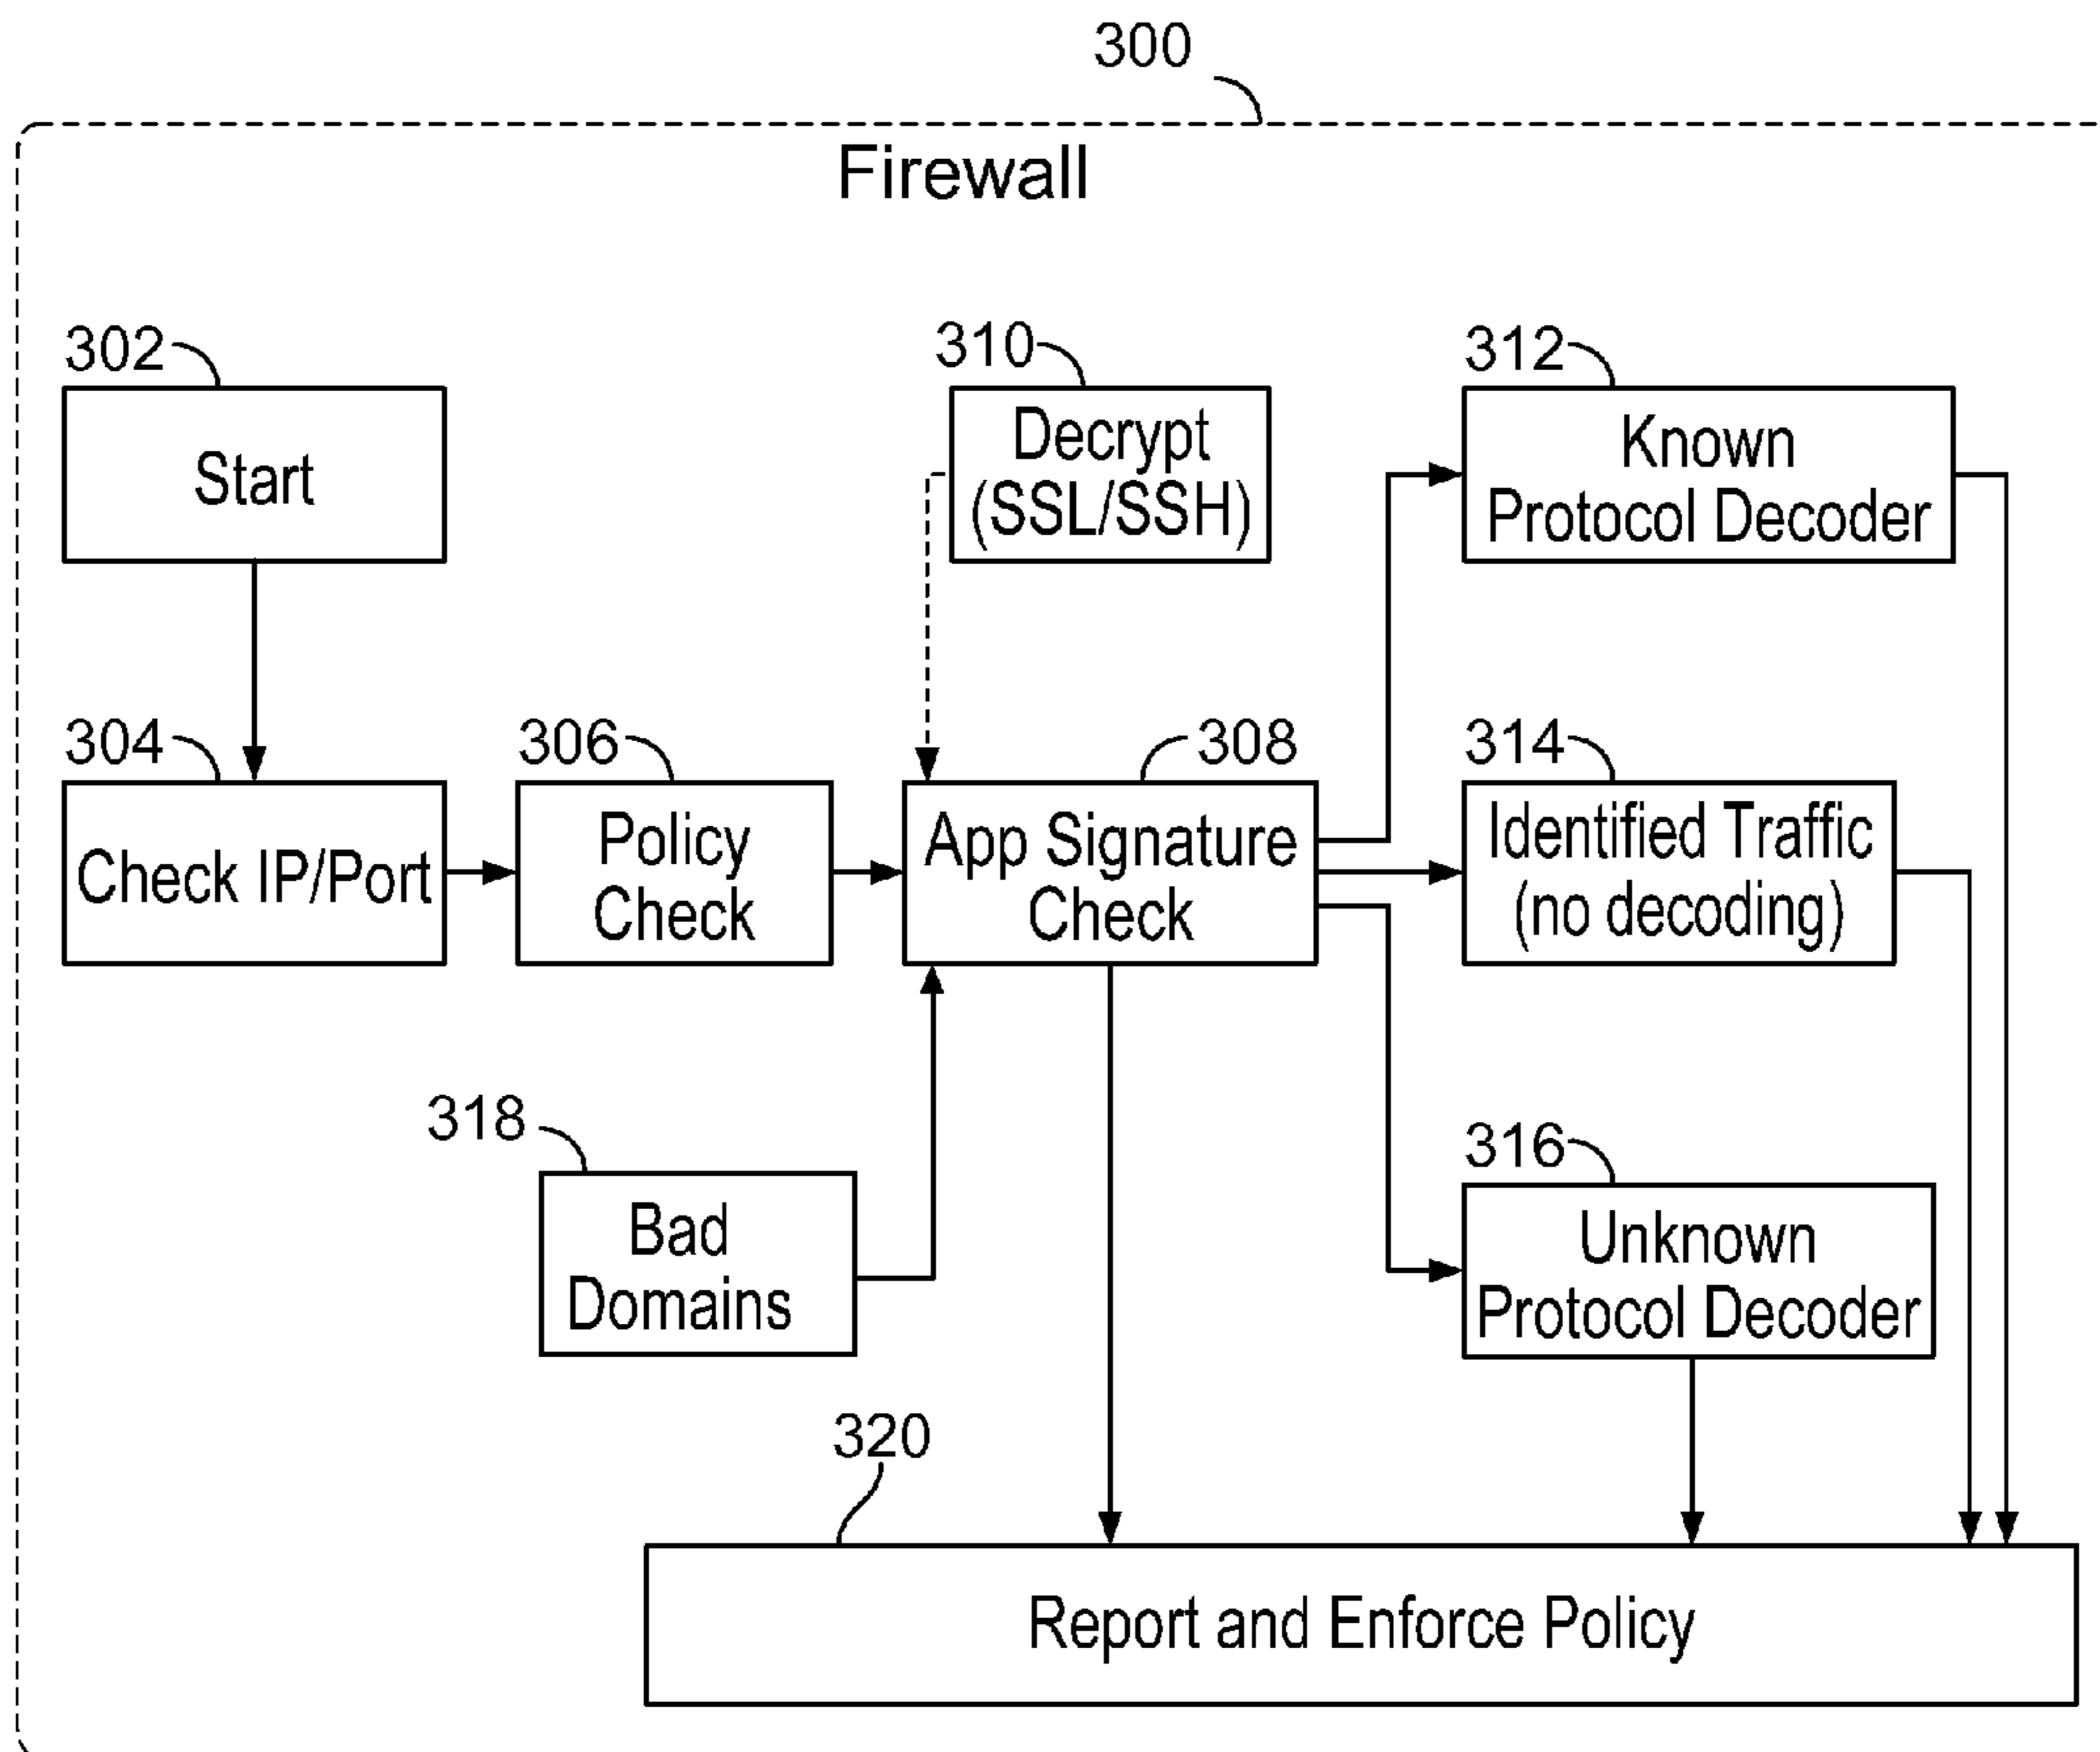 300
Firewall
302
Start
310
Decrypt
(SSL/SSH)
312
Known
Protocol Decoder
304
Check IP/Port
306
Policy
Check
308
App Signature
Check
314
Identified Traffic
(no decoding)
318
Bad
Domains
316
Unknown
Protocol Decoder
320
Report and Enforce Policy